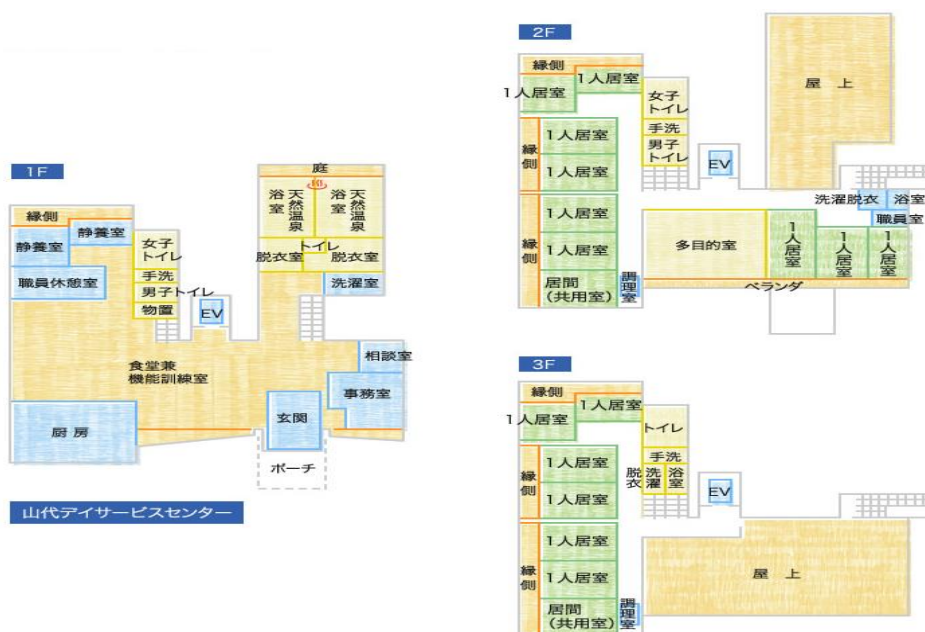 1F
庭
浴室
天然温泉
浴室
天然温泉
縁側
静養室
静養室
女子
トイレ
トイレ
脱衣室
脱衣室
職員休憩室
手洗
洗濯室
男子トイレ
物置
EV
食堂兼
機能訓練室
相談室
事務室
玄関
厨房
ポーチ
山代デイサービスセンター
2F
縁側
1人居室
1人居室
女子
トイレ
手洗
男子
トイレ
屋上
EV
縁側
1人居室
1人居室
洗濯脱衣
浴室
職員室
縁側
1人居室
1人居室
多目的室
1人居室
1人居室
1人居室
居間
(共用室)
調理室
ベランダ
3F
縁側
1人居室
1人居室
トイレ
手洗
縁側
1人居室
1人居室
脱衣
洗濯
浴室
EV
縁側
1人居室
1人居室
屋上
居間
(共用室)
調理室